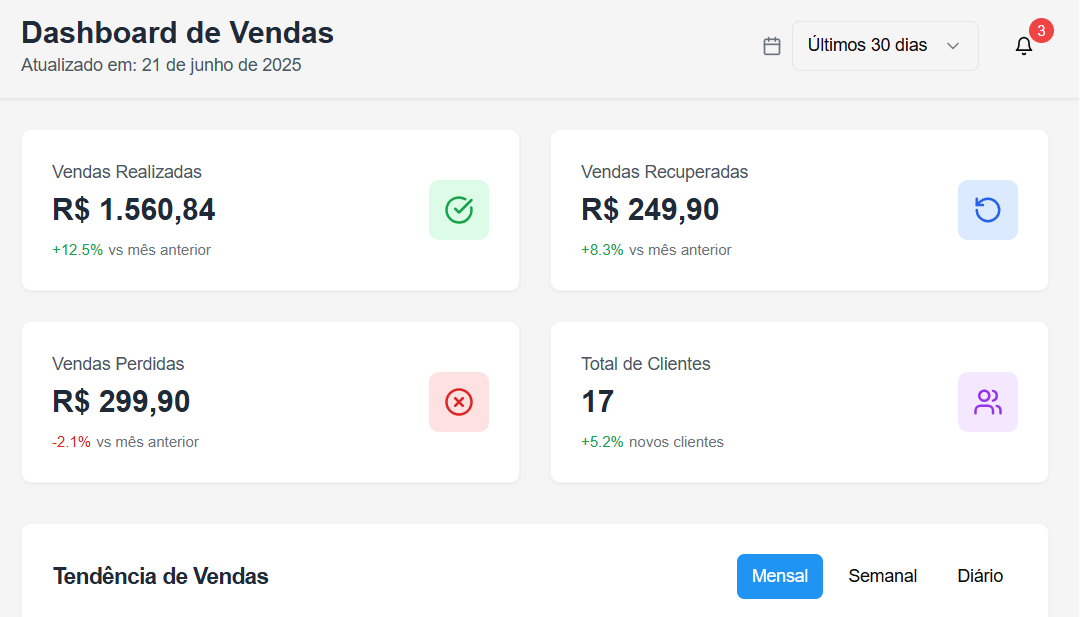 Dashboard de Vendas
Atualizado em: 21 de junho de 2025
Últimos 30 dias
3
Vendas Realizadas
R$ 1.560,84
+12.5% vs mês anterior
Vendas Recuperadas
R$ 249,90
+8.3% vs mês anterior
Vendas Perdidas
R$ 299,90
-2.1% vs mês anterior
Total de Clientes
17
+5.2% novos clientes
Tendência de Vendas
Mensal
Semanal
Diário